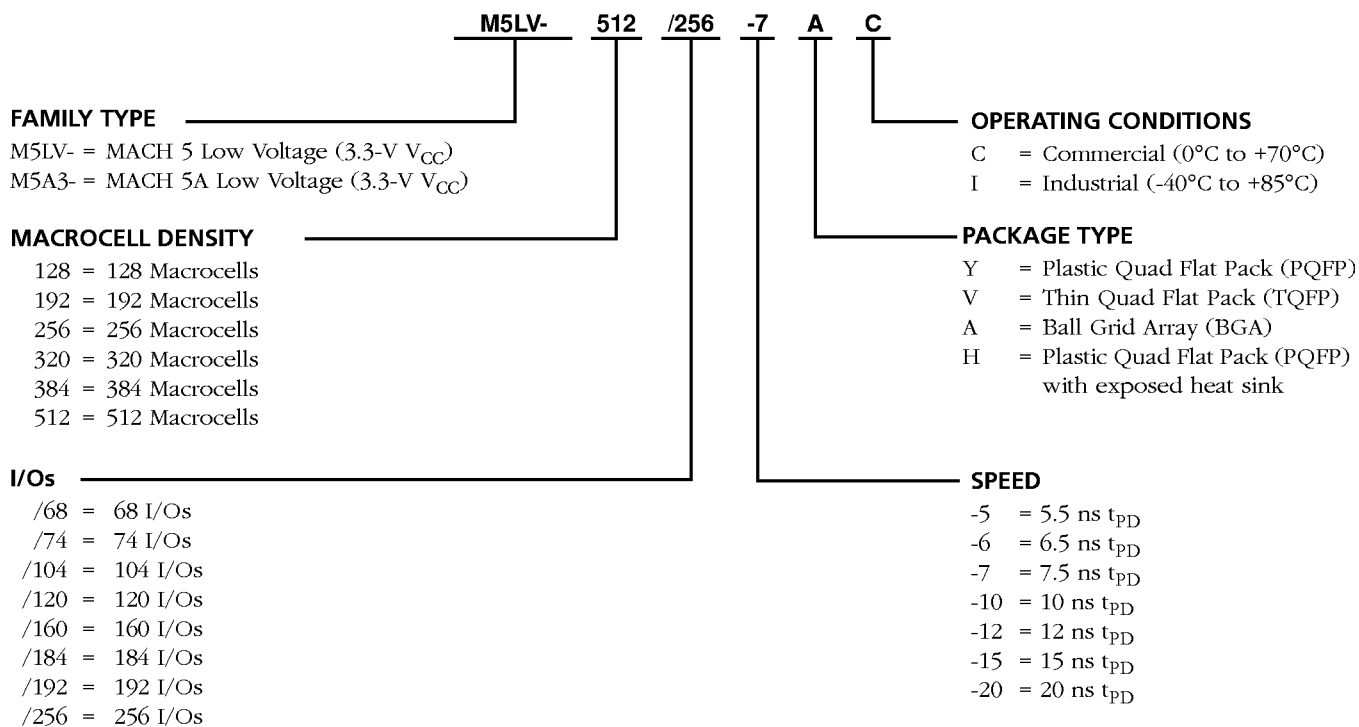 M5LV- 512 /256 -7 A C
FAMILY TYPE
M5LV- = MACH 5 Low Voltage (3.3-V VCC)
M5A3- = MACH 5A Low Voltage (3.3-V VCC)
MACROCELL DENSITY
128 = 128 Macrocells
192 = 192 Macrocells
256 = 256 Macrocells
320 = 320 Macrocells
384 = 384 Macrocells
512 = 512 Macrocells
I/Os
/68 = 68 I/Os
/74 = 74 I/Os
/104 = 104 I/Os
/120 = 120 I/Os
/160 = 160 I/Os
/184 = 184 I/Os
/192 = 192 I/Os
/256 = 256 I/Os
OPERATING CONDITIONS
C = Commercial (0°C to +70°C)
I = Industrial (-40°C to +85°C)
PACKAGE TYPE
Y = Plastic Quad Flat Pack (PQFP)
V = Thin Quad Flat Pack (TQFP)
A = Ball Grid Array (BGA)
H = Plastic Quad Flat Pack (PQFP)
with exposed heat sink
SPEED
-5 = 5.5 ns tPD
-6 = 6.5 ns tPD
-7 = 7.5 ns tPD
-10 = 10 ns tPD
-12 = 12 ns tPD
-15 = 15 ns tPD
-20 = 20 ns tPD